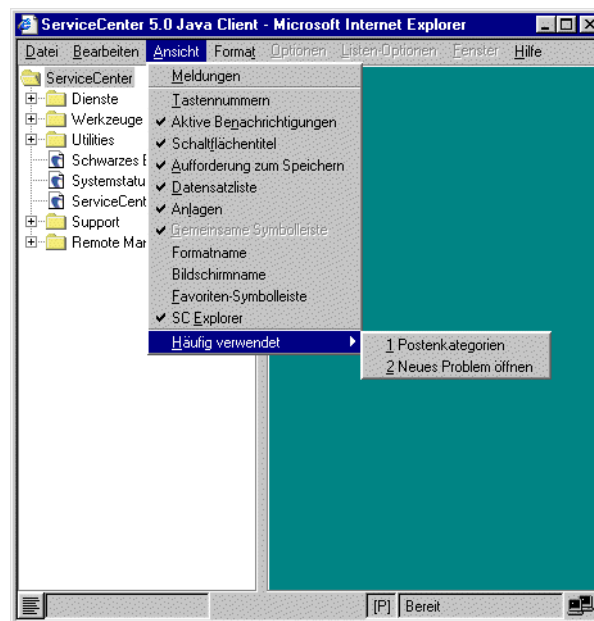 ServiceCenter 5.0 Java Client - Microsoft Internet Explorer
Datei Bearbeiten Ansicht Format Optionen Listen-Optionen Fenster Hilfe
ServiceCenter
Dienste
Werkzeuge
Utilities
Schwarzes
Systemstatu
ServiceCent
Support
Remote Mar
Meldungen
Tastennummern
Aktive Benachrichtigungen
Schaltflächentitel
Aufforderung zum Speichern
Datensatzliste
Anlagen
Gemeinsame Symbolleiste
Formatname
Bildschirmname
Favoriten-Symbolleiste
SC Explorer
Häufig verwendet
1 Postenkategorien
2 Neues Problem öffnen
[P] Bereit